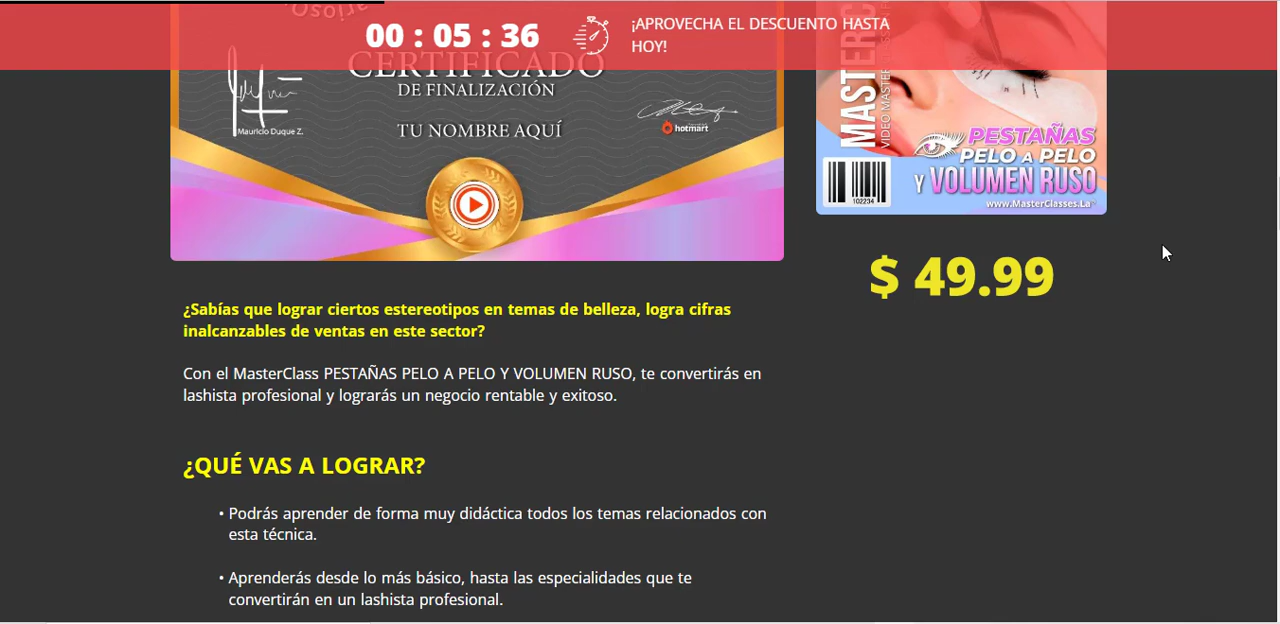 00 : 05 : 36
¡APROVECHA EL DESCUENTO HASTA
HOY!
CERTIFICADO
DE FINALIZACIÓN
TU NOMBRE AQUÍ
Mauricio Duque Z.
hotmart
VIDEO MASTER
PESTAÑAS
PELO A PELO
Y VOLUMEN RUSO
www.MasterClasses.La
102234
$ 49.99
¿Sabías que lograr ciertos estereotipos en temas de belleza, logra cifras
inalcanzables de ventas en este sector?
Con el MasterClass PESTAÑAS PELO A PELO Y VOLUMEN RUSO, te convertirás en
lashista profesional y lograrás un negocio rentable y exitoso.
¿QUÉ VAS A LOGRAR?
• Podrás aprender de forma muy didáctica todos los temas relacionados con
esta técnica.
• Aprenderás desde lo más básico, hasta las especialidades que te
convertirán en un lashista profesional.